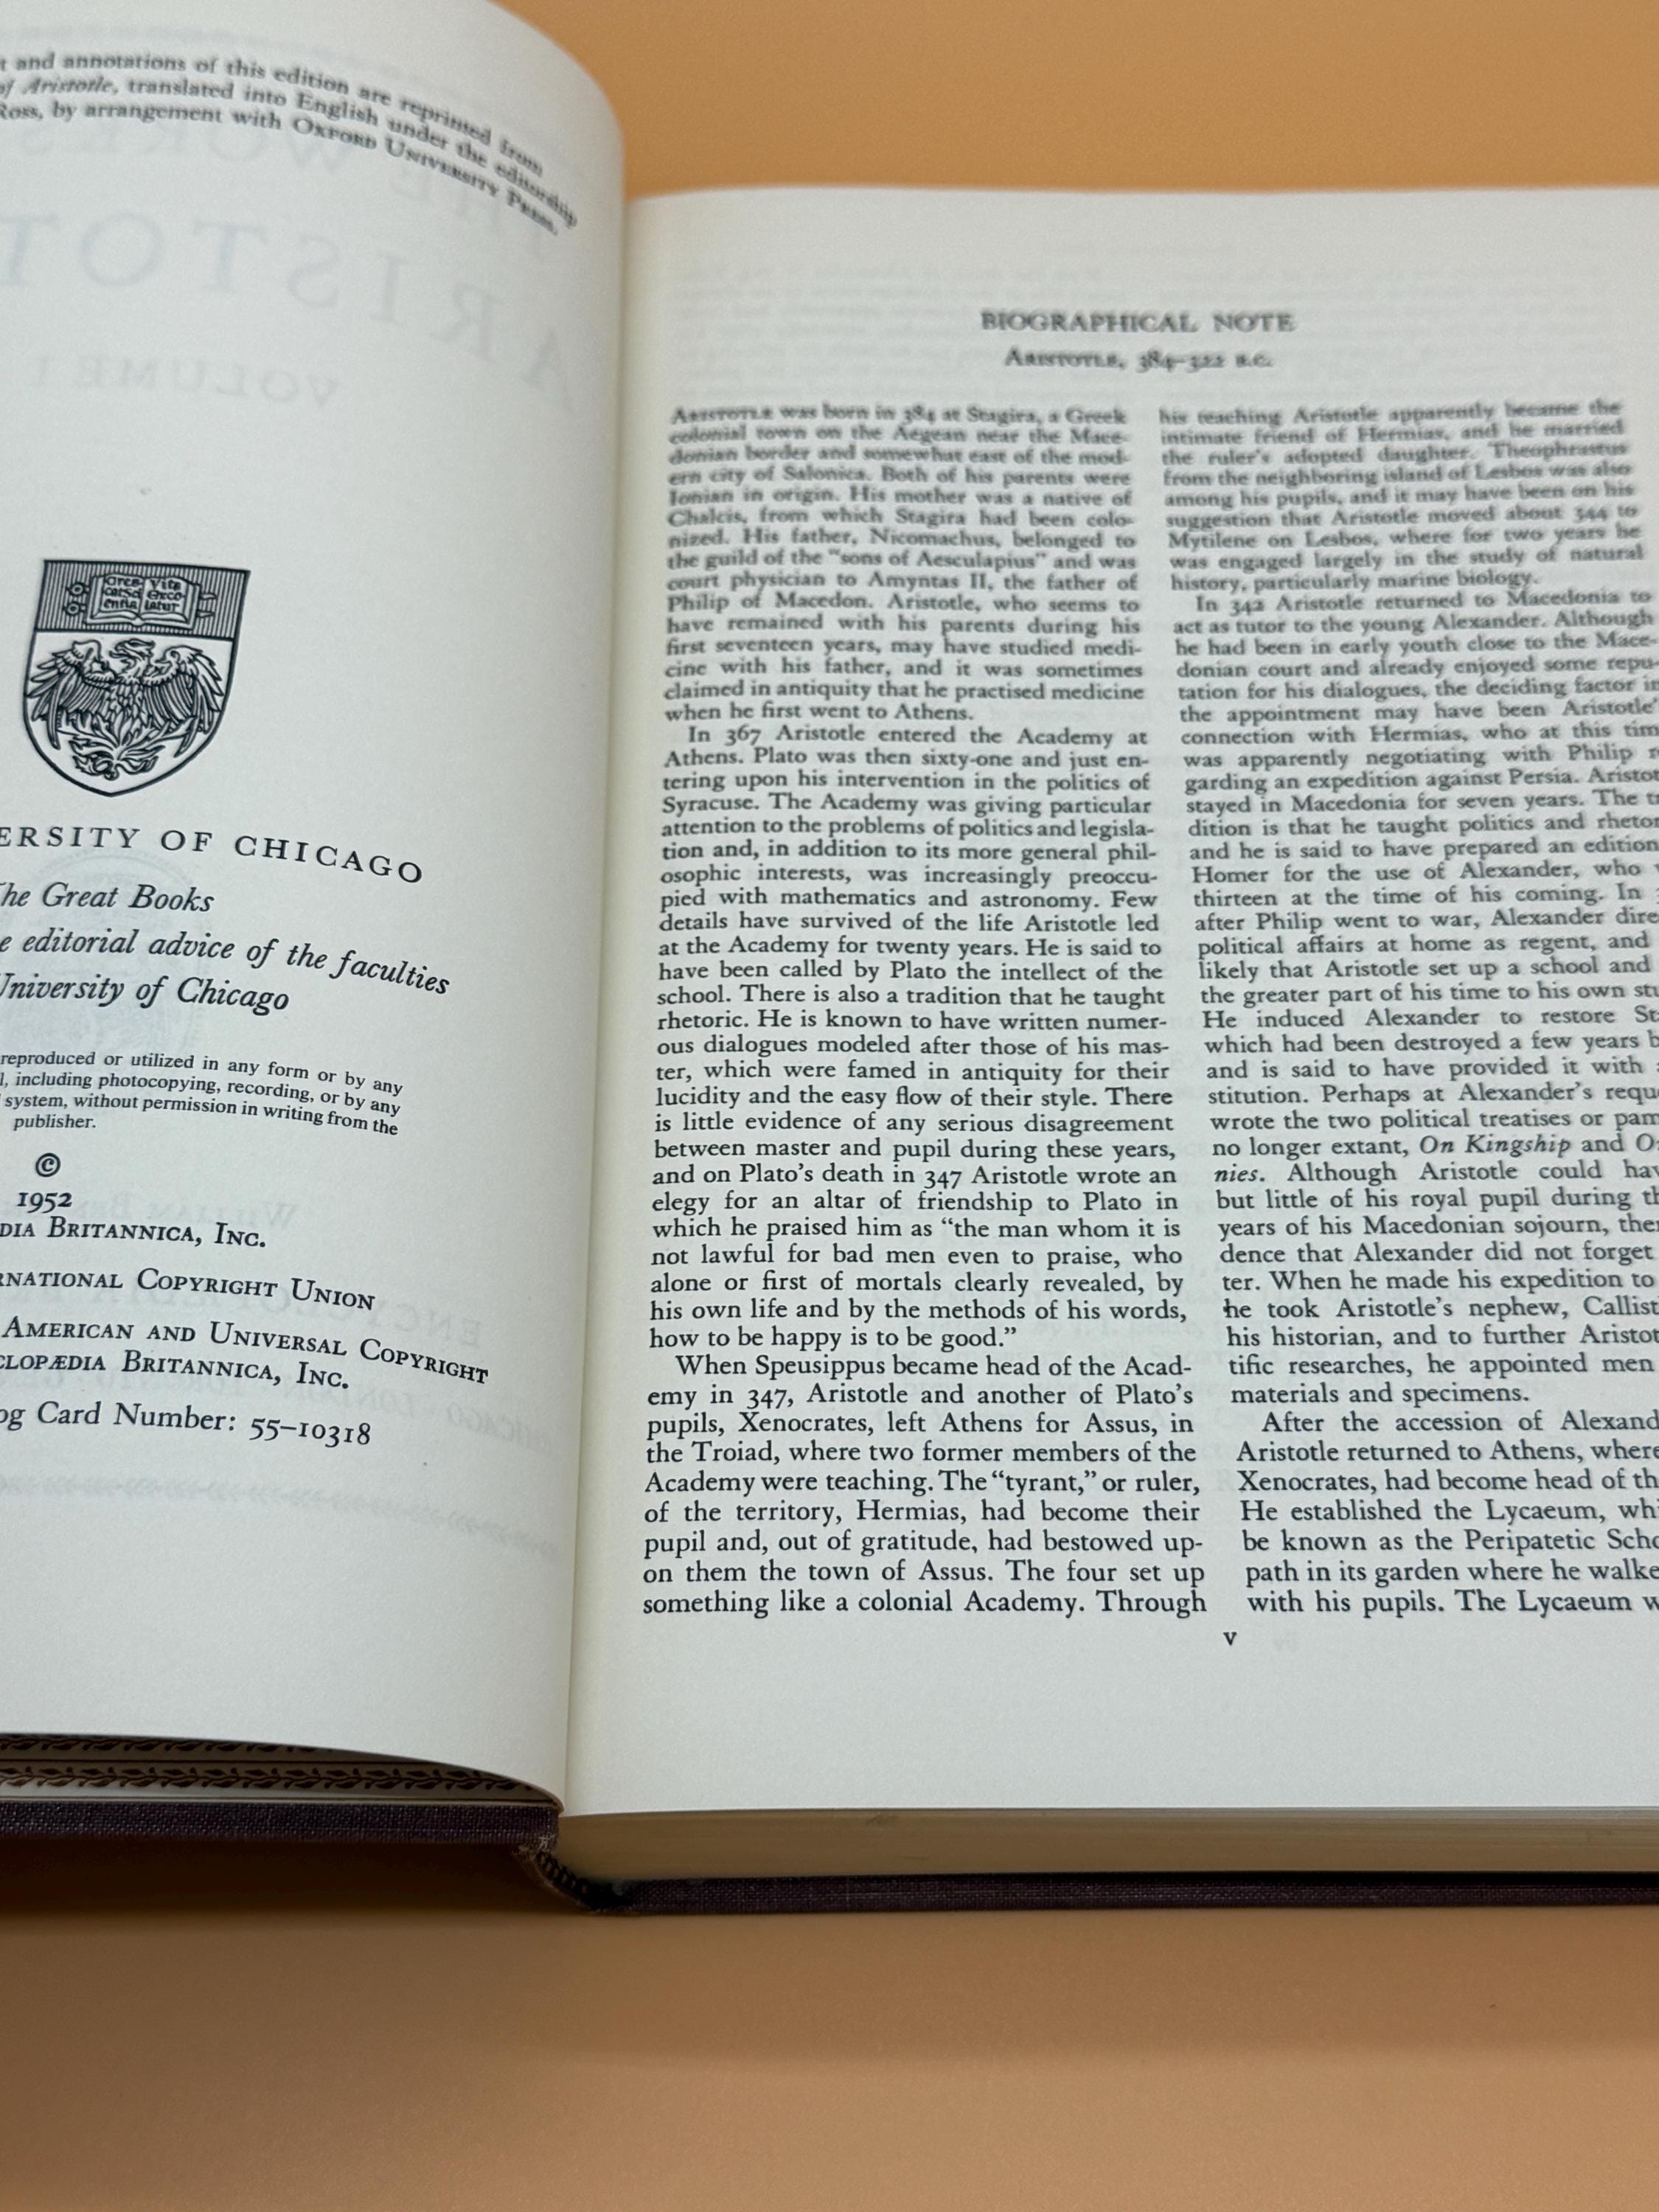 t and annotations of this edition are reprinted from
of Aristotle, translated into English under the editorship
Ross, by arrangement with OXFORD UNIVERSITY PRESS.
ERSITY OF CHICAGO
he Great Books
e editorial advice of the faculties
University of Chicago
reproduced or utilized in any form or by any
l, including photocopying, recording, or by any
system, without permission in writing from the
publisher.
©
1952
DIA BRITANNICA, INC.
RNATIONAL COPYRIGHT UNION
AMERICAN AND UNIVERSAL COPYRIGHT
CLOPÆDIA BRITANNICA, INC.
og Card Number: 55–10318
BIOGRAPHICAL NOTE
ARISTOTLE, 384–322 B.C.
ARISTOTLE was born in 384 at Stagira, a Greek
colonial town on the Aegean near the Mace-
donian border and somewhat east of the mod-
ern city of Salonica. Both of his parents were
Ionian in origin. His mother was a native of
Chalcis, from which Stagira had been colo-
nized. His father, Nicomachus, belonged to
the guild of the “sons of Aesculapius” and was
court physician to Amyntas II, the father of
Philip of Macedon. Aristotle, who seems to
have remained with his parents during his
first seventeen years, may have studied medi-
cine with his father, and it was sometimes
claimed in antiquity that he practised medicine
when he first went to Athens.
In 367 Aristotle entered the Academy at
Athens. Plato was then sixty-one and just en-
tering upon his intervention in the politics of
Syracuse. The Academy was giving particular
attention to the problems of politics and legisla-
tion and, in addition to its more general phil-
osophic interests, was increasingly preoccu-
pied with mathematics and astronomy. Few
details have survived of the life Aristotle led
at the Academy for twenty years. He is said to
have been called by Plato the intellect of the
school. There is also a tradition that he taught
rhetoric. He is known to have written numer-
ous dialogues modeled after those of his mas-
ter, which were famed in antiquity for their
lucidity and the easy flow of their style. There
is little evidence of any serious disagreement
between master and pupil during these years,
and on Plato’s death in 347 Aristotle wrote an
elegy for an altar of friendship to Plato in
which he praised him as “the man whom it is
not lawful for bad men even to praise, who
alone or first of mortals clearly revealed, by
his own life and by the methods of his words,
how to be happy is to be good.”
When Speusippus became head of the Acad-
emy in 347, Aristotle and another of Plato’s
pupils, Xenocrates, left Athens for Assus, in
the Troiad, where two former members of the
Academy were teaching. The “tyrant,” or ruler,
of the territory, Hermias, had become their
pupil and, out of gratitude, had bestowed up-
on them the town of Assus. The four set up
something like a colonial Academy. Through
his teaching Aristotle apparently became the
intimate friend of Hermias, and he married
the ruler’s adopted daughter. Theophrastus
from the neighboring island of Lesbos was also
among his pupils, and it may have been on his
suggestion that Aristotle moved about 344 to
Mytilene on Lesbos, where for two years he
was engaged largely in the study of natural
history, particularly marine biology.
In 342 Aristotle returned to Macedonia to
act as tutor to the young Alexander. Although
he had been in early youth close to the Mace-
donian court and already enjoyed some repu-
tation for his dialogues, the deciding factor in
the appointment may have been Aristotle’
connection with Hermias, who at this tim
was apparently negotiating with Philip r
garding an expedition against Persia. Aristot
stayed in Macedonia for seven years. The tr
dition is that he taught politics and rhetor
and he is said to have prepared an edition
Homer for the use of Alexander, who
thirteen at the time of his coming. In
after Philip went to war, Alexander dire
political affairs at home as regent, and
likely that Aristotle set up a school and
the greater part of his time to his own stu
He induced Alexander to restore St
which had been destroyed a few years b
and is said to have provided it with
stitution. Perhaps at Alexander’s requ
wrote the two political treatises or pam
no longer extant, On Kingship and O
nies. Although Aristotle could hav
but little of his royal pupil during th
years of his Macedonian sojourn, ther
dence that Alexander did not forget
ter. When he made his expedition to
he took Aristotle’s nephew, Callist
his historian, and to further Aristot
tific researches, he appointed men
materials and specimens.
After the accession of Alexand
Aristotle returned to Athens, where
Xenocrates, had become head of th
He established the Lycaeum, whi
be known as the Peripatetic Scho
path in its garden where he walke
with his pupils. The Lycaeum w
v